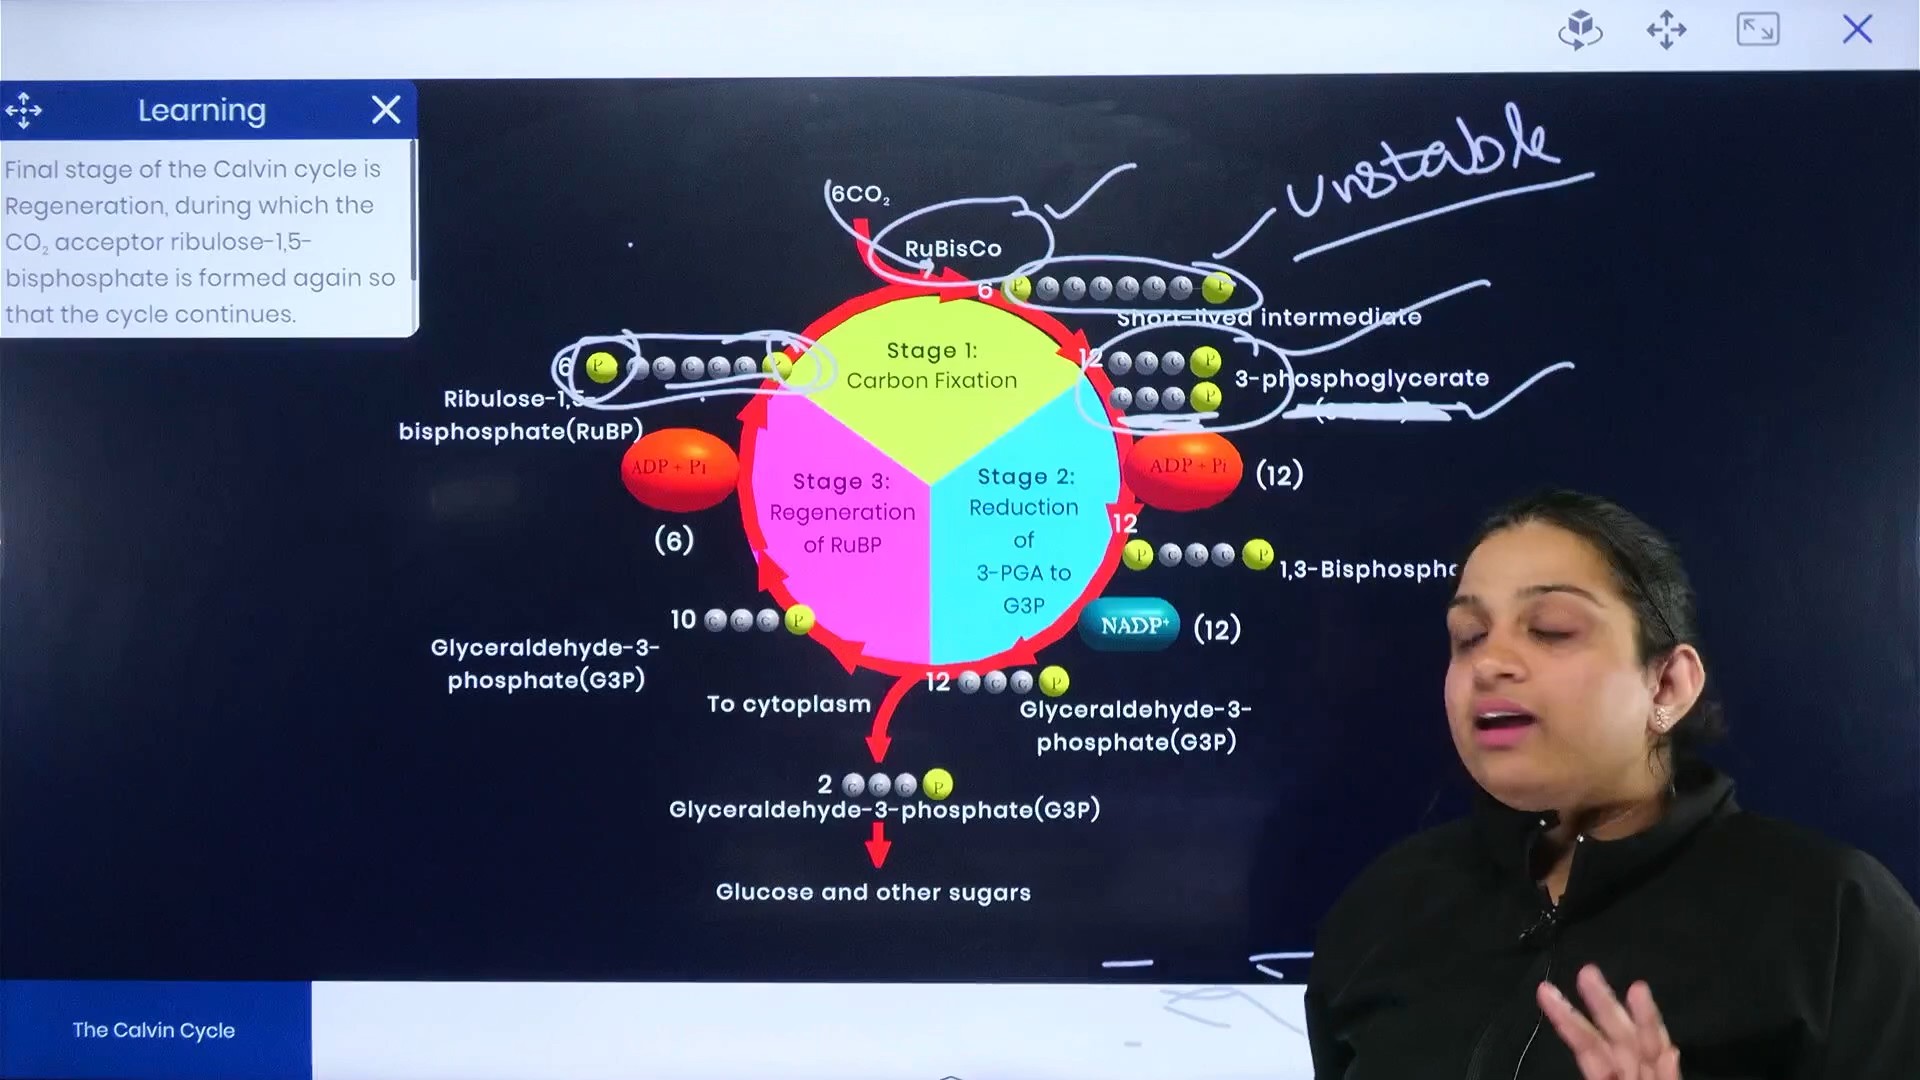 Learning
Final stage of the Calvin cycle is
Regeneration, during which the
CO₂ acceptor ribulose-1,5-
bisphosphate is formed again so
that the cycle continues.
unstable
6CO₂
RuBisCo
6 P C C C C C C P
Short-lived intermediate
12 C C C P
C C C P
3-phosphoglycerate
ADP + Pi
(12)
12
P C C C P
1,3-Bisphospho
NADP⁺
(12)
12 C C C P
Glyceraldehyde-3-
phosphate(G3P)
To cytoplasm
2 C C C P
Glyceraldehyde-3-phosphate(G3P)
Glucose and other sugars
10 C C C P
Glyceraldehyde-3-
phosphate(G3P)
ADP + Pi
(6)
6 P C C C C C P
Ribulose-1,5-
bisphosphate(RuBP)
Stage 1:
Carbon Fixation
Stage 2:
Reduction
of
3-PGA to
G3P
Stage 3:
Regeneration
of RuBP
The Calvin Cycle